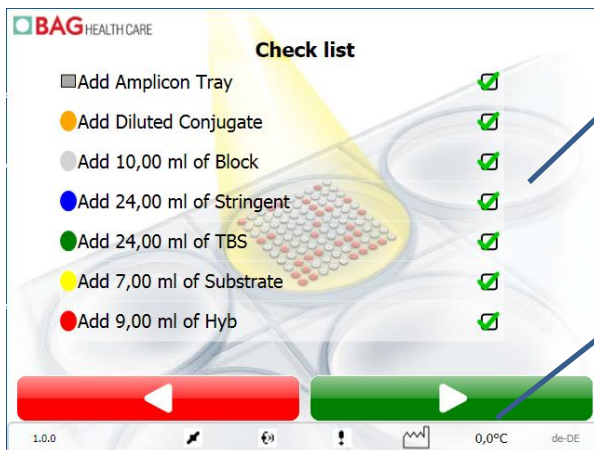 BAG HEALTH CARE
Check list
Add Amplicon Tray
Add Diluted Conjugate
Add 10,00 ml of Block
Add 24,00 ml of Stringent
Add 24,00 ml of TBS
Add 7,00 ml of Substrate
Add 9,00 ml of Hyb
1.0.0 0,0°C de-DE